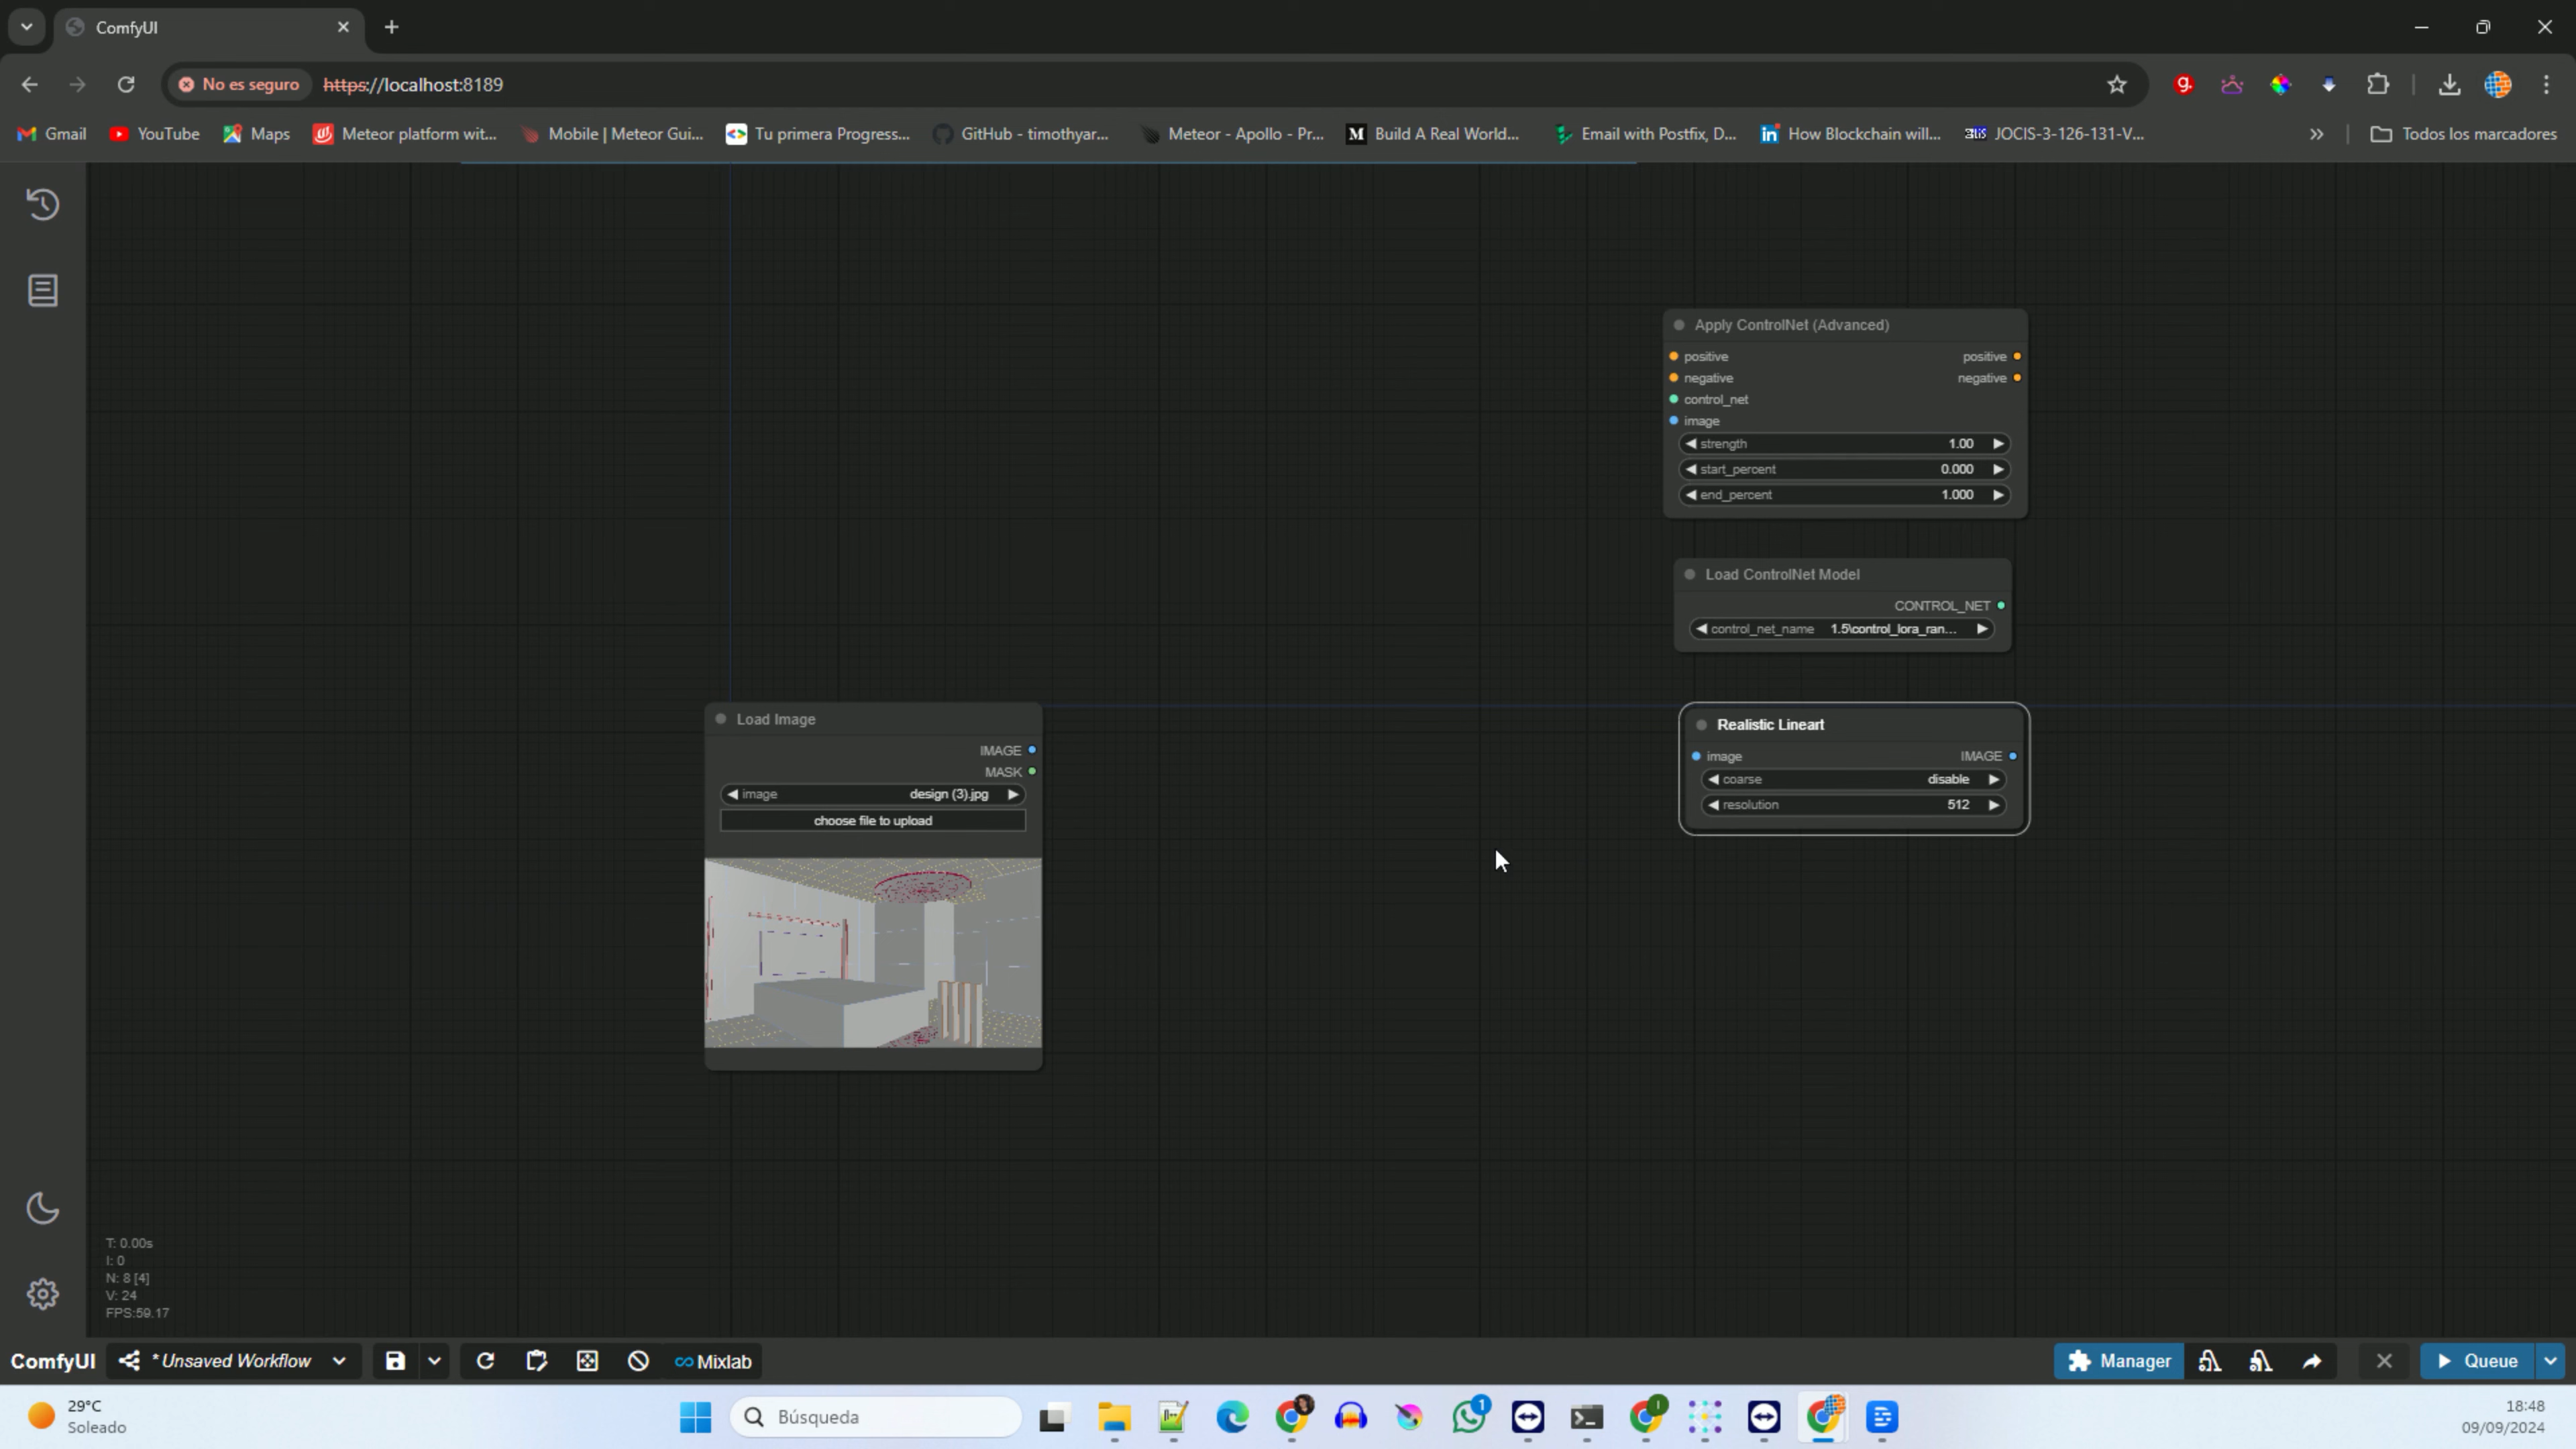 ComfyUI
No es seguro https://localhost:8189
Gmail YouTube Maps Meteor platform wit... Mobile | Meteor Gui... Tu primera Progress... GitHub - timothyar... Meteor - Apollo - Pr... Build A Real World... Email with Postfix, D... How Blockchain will... JOCIS-3-126-131-V... » Todos los marcadores
Apply ControlNet (Advanced)
positive positive
negative negative
control_net
image
strength 1.00
start_percent 0.000
end_percent 1.000
Load ControlNet Model
CONTROL_NET
control_net_name 1.5\control_lora_ran...
Load Image
IMAGE
MASK
image design (3).jpg
choose file to upload
Realistic Lineart
image IMAGE
coarse disable
resolution 512
T: 0.00s
I: 0
N: 8 [4]
V: 24
FPS:59.17
ComfyUI * Unsaved Workflow Mixlab Manager Queue
29°C
Soleado
Búsqueda
1
18:48
09/09/2024